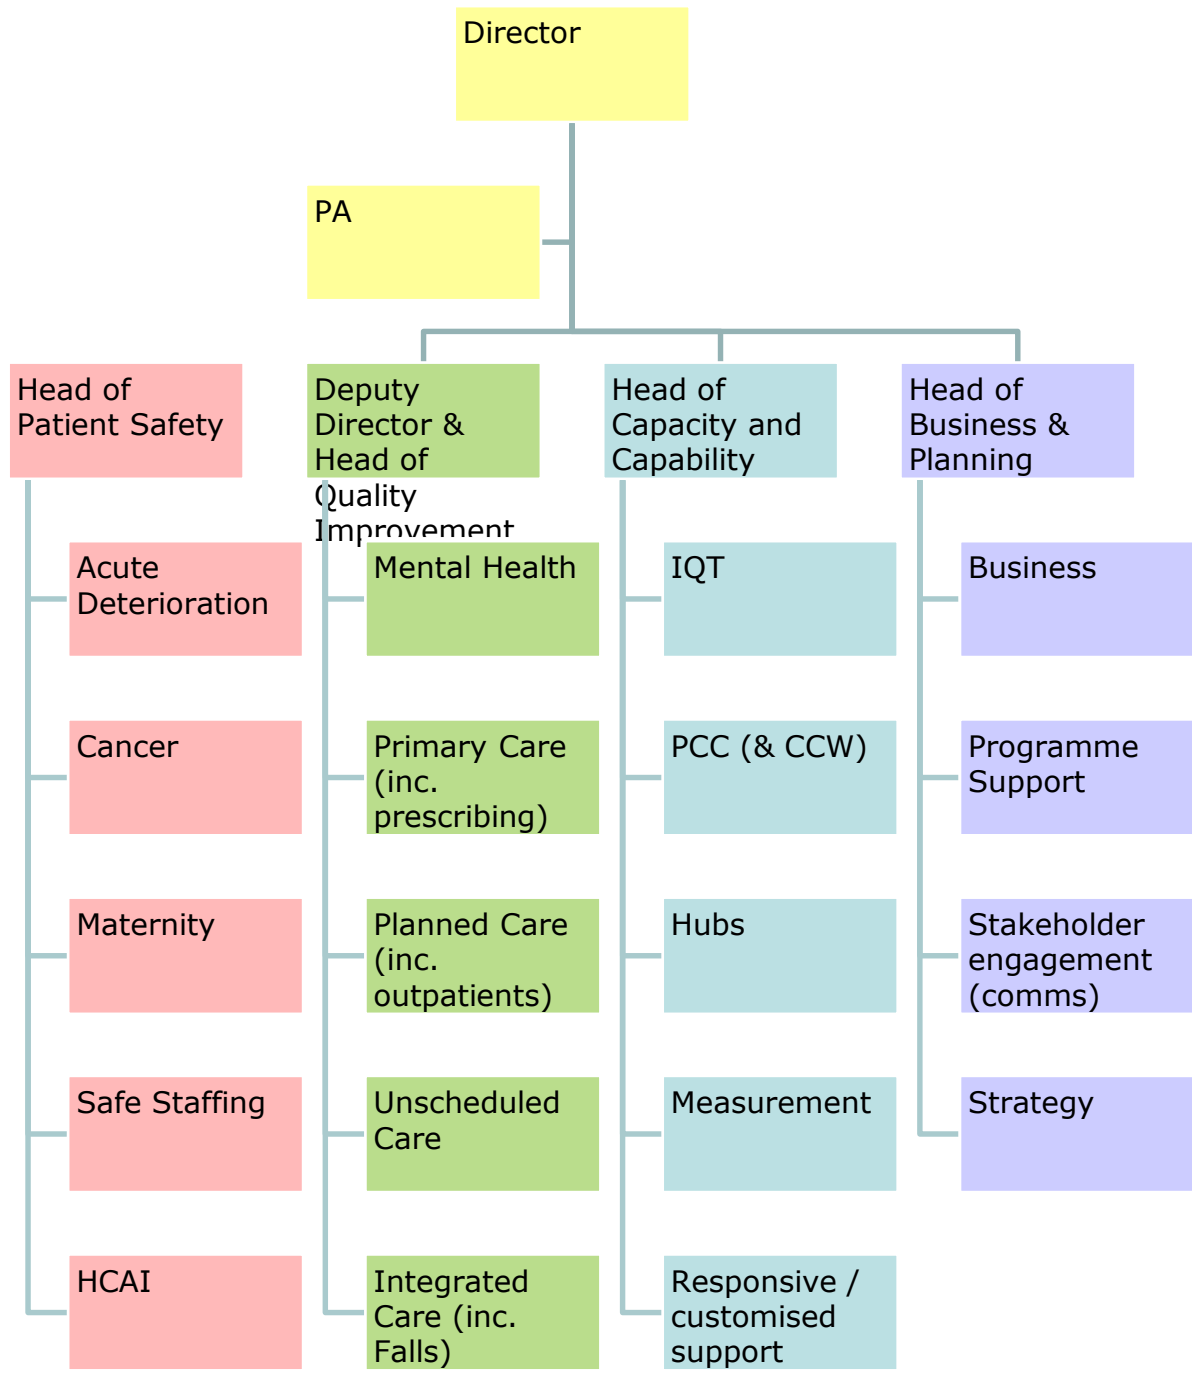 Director
PA
Head of
Patient Safety
Deputy
Director &
Head of
Quality
Improvement
Head of
Capacity and
Capability
Head of
Business &
Planning
Acute
Deterioration
Mental Health
IQT
Business
Cancer
Primary Care
(inc.
prescribing)
PCC (& CCW)
Programme
Support
Maternity
Planned Care
(inc.
outpatients)
Hubs
Stakeholder
engagement
(comms)
Safe Staffing
Unscheduled
Care
Measurement
Strategy
HCAI
Integrated
Care (inc.
Falls)
Responsive /
customised
support